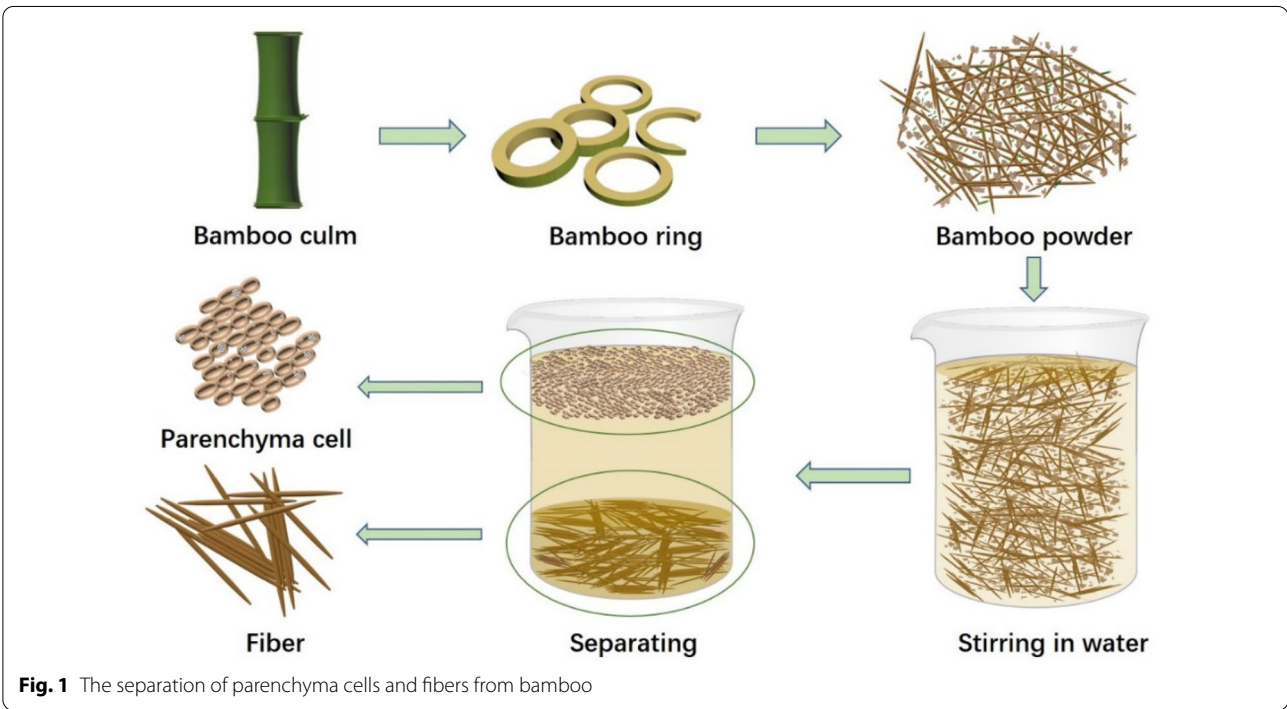 Bamboo culm
Bamboo ring
Bamboo powder
Parenchyma cell
Fiber
Separating
Stirring in water
Fig. 1 The separation of parenchyma cells and fibers from bamboo